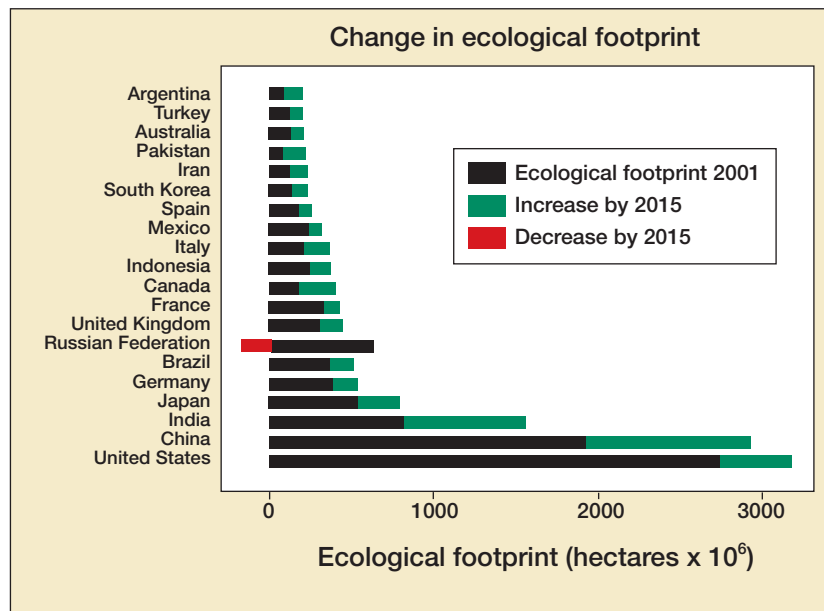 Change in ecological footprint
Argentina
Turkey
Australia
Pakistan
Iran
South Korea
Spain
Mexico
Italy
Indonesia
Canada
France
United Kingdom
Russian Federation
Brazil
Germany
Japan
India
China
United States
Ecological footprint 2001
Increase by 2015
Decrease by 2015
0 1000 2000 3000
Ecological footprint (hectares x 10⁶)